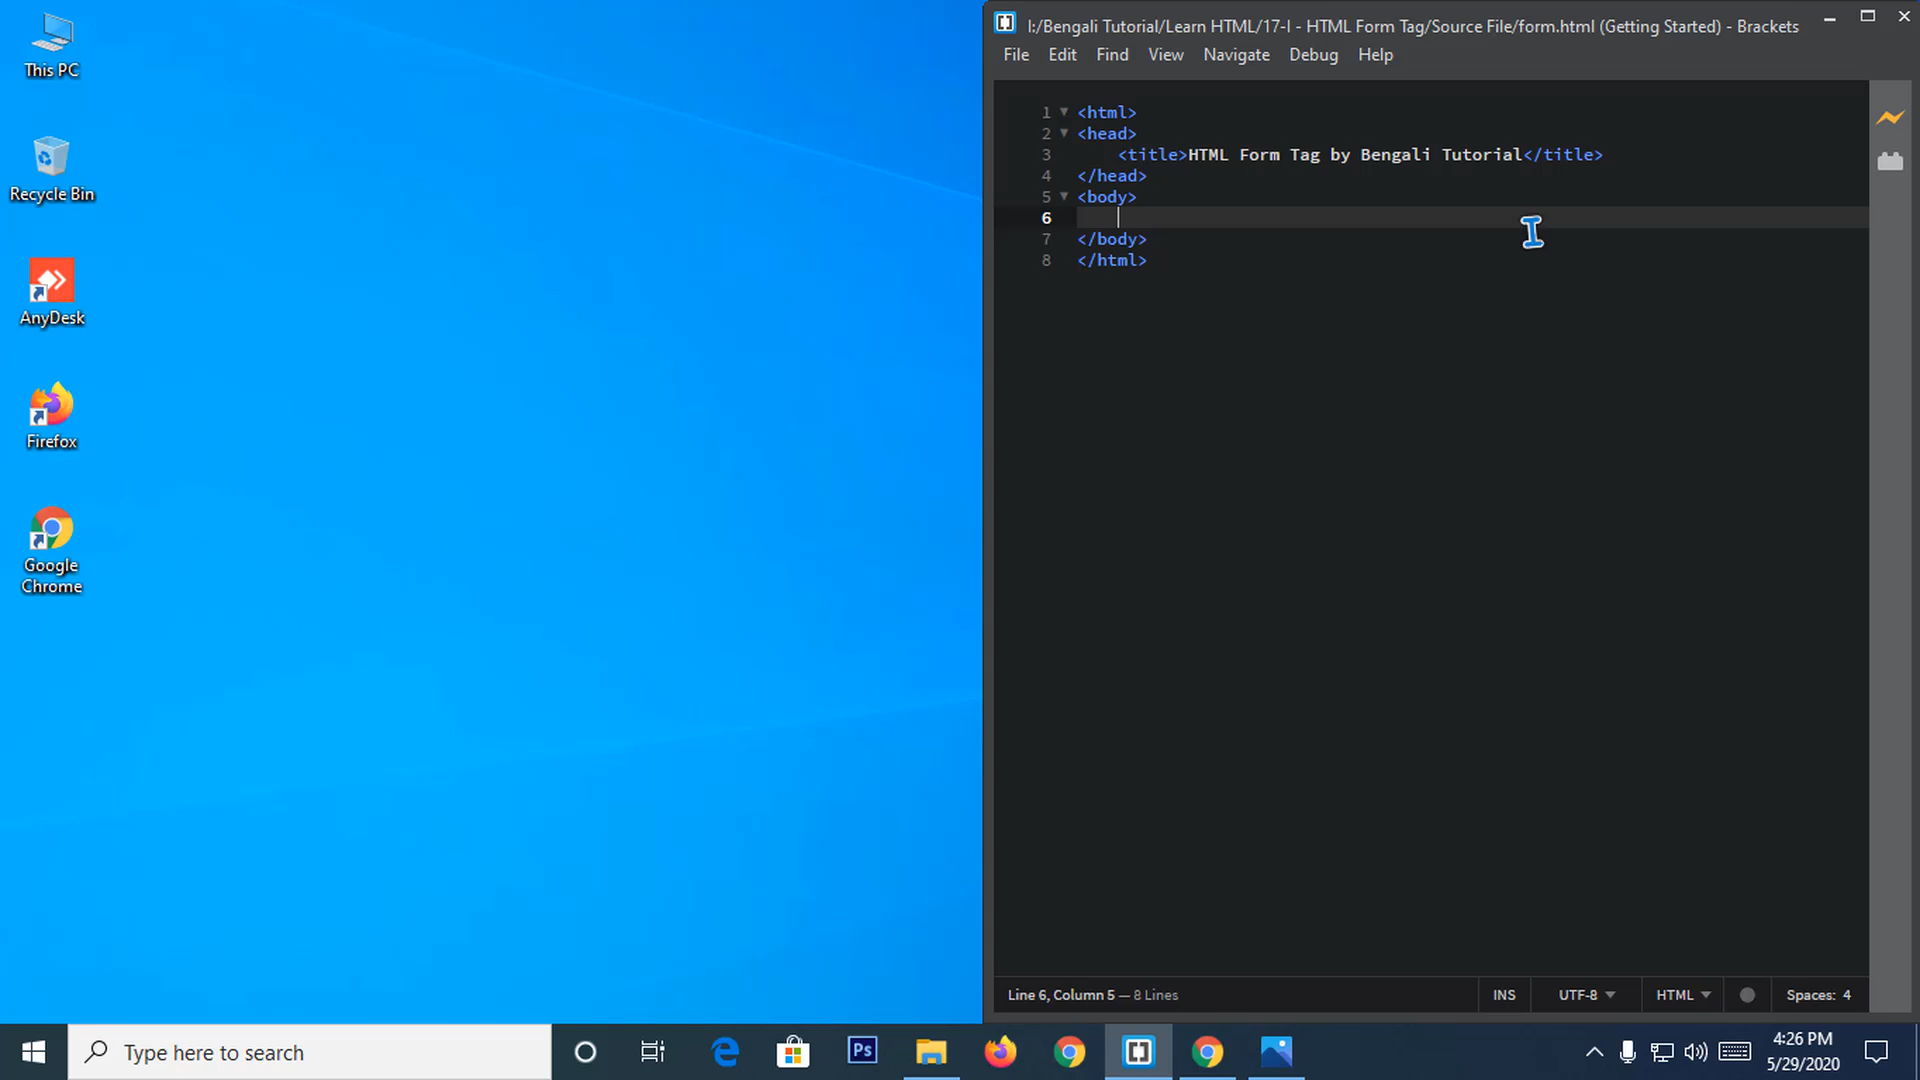 This PC
Recycle Bin
AnyDesk
Firefox
Google
Chrome
I:/Bengali Tutorial/Learn HTML/17-I - HTML Form Tag/Source File/form.html (Getting Started) - Brackets
File Edit Find View Navigate Debug Help
1 <html>
2 <head>
3 <title>HTML Form Tag by Bengali Tutorial</title>
4 </head>
5 <body>
6
7 </body>
8 </html>
Line 6, Column 5 — 8 Lines
INS UTF-8 HTML Spaces: 4
Type here to search
Ps
4:26 PM
5/29/2020